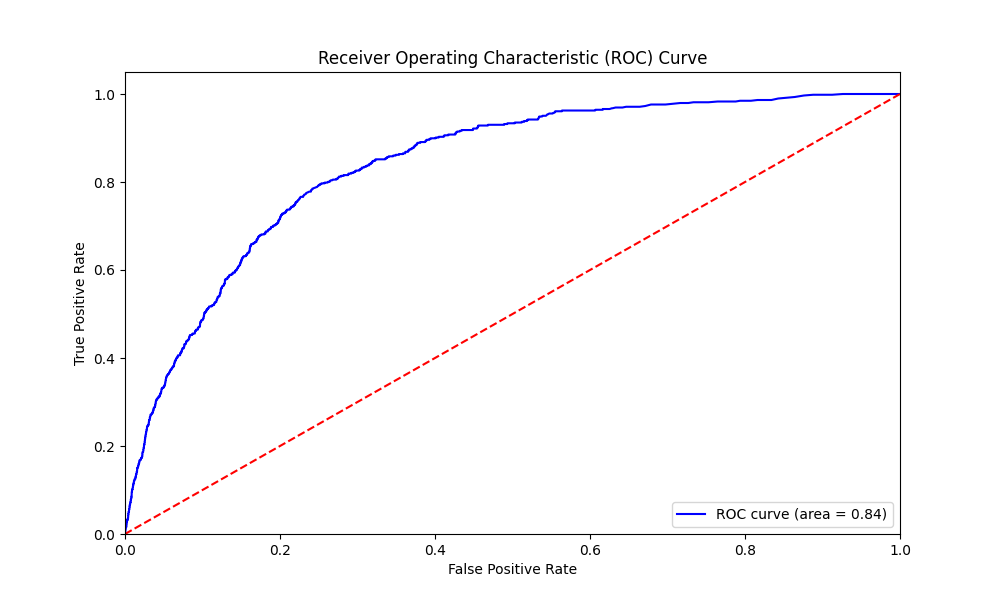 Receiver Operating Characteristic (ROC) Curve
1.0
0.8
0.6
0.4
0.2
0.0
True Positive Rate
ROC curve (area = 0.84)
0.0 0.2 0.4 0.6 0.8 1.0
False Positive Rate